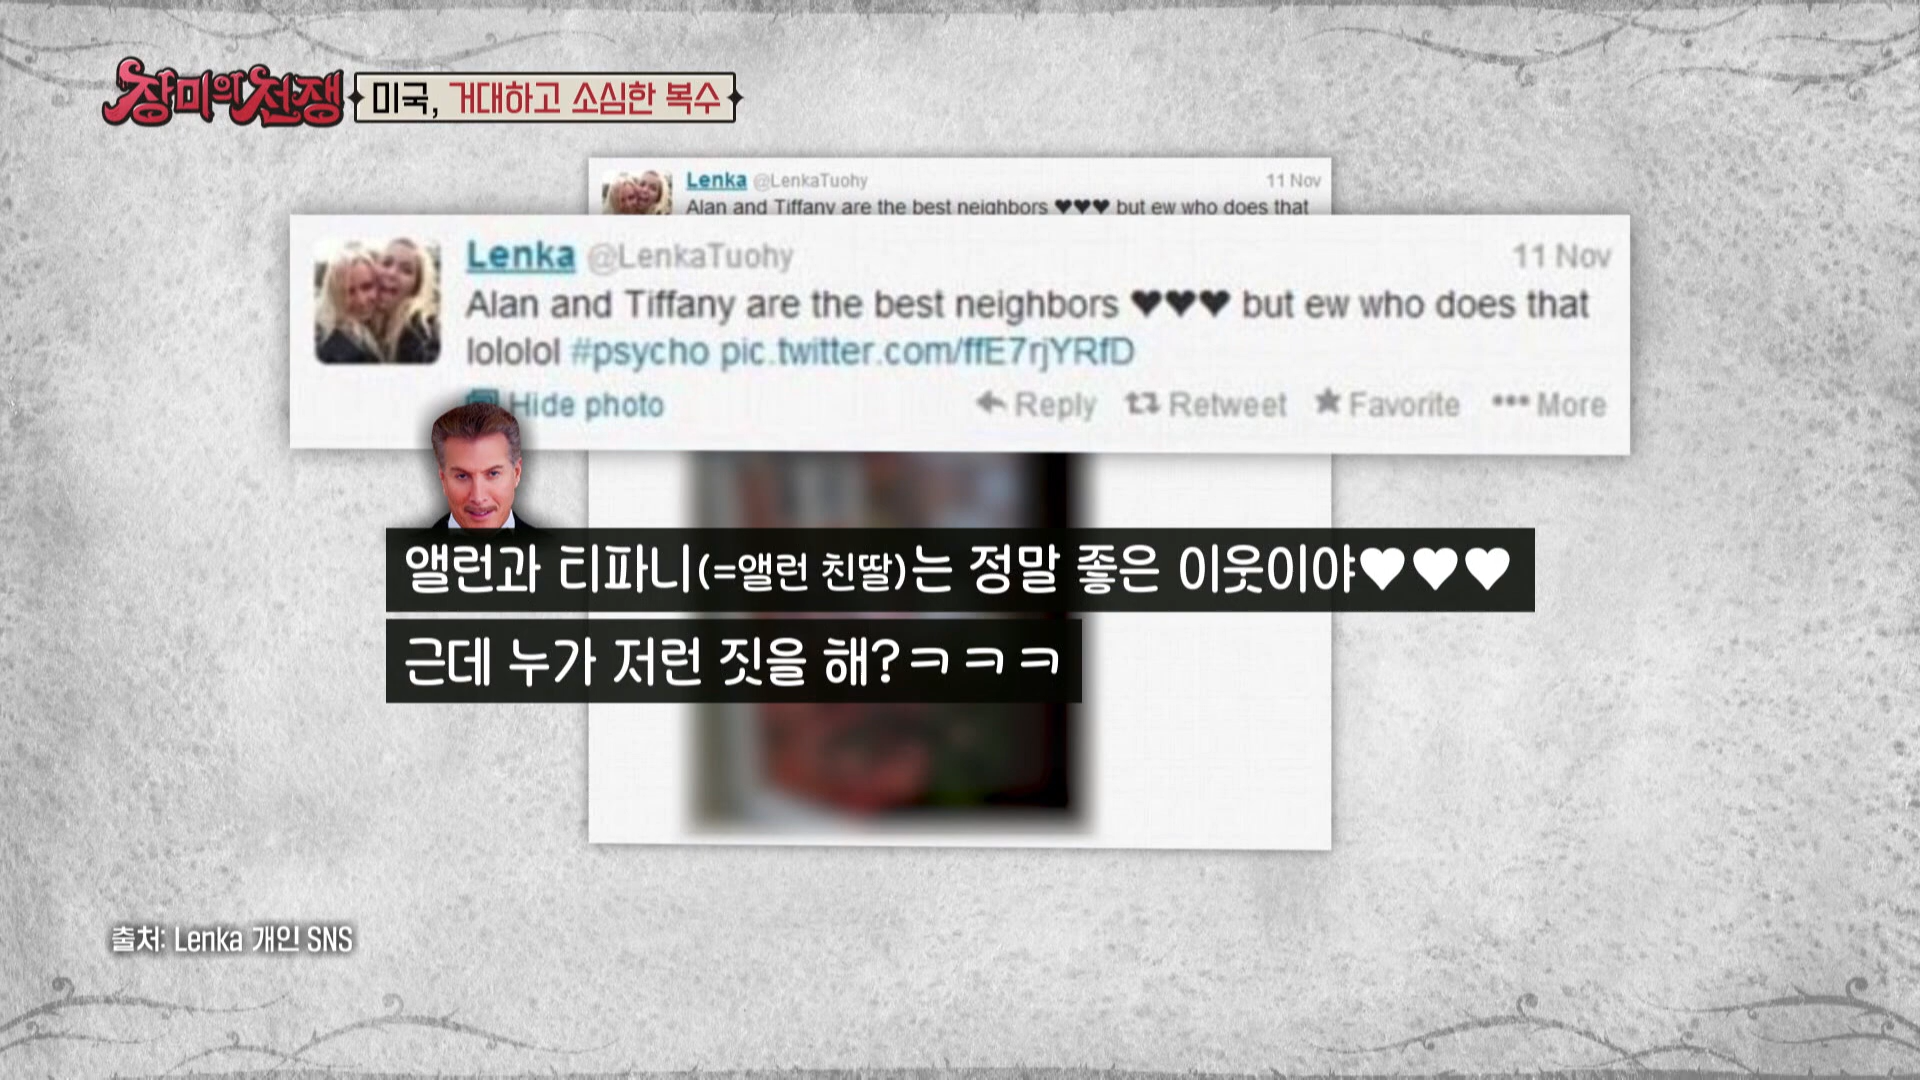 장미의 전쟁
미국, 거대하고 소심한 복수
Lenka @LenkaTuohy 11 Nov
Alan and Tiffany are the best neighbors ♥♥♥ but ew who does that
Lenka @LenkaTuohy 11 Nov
Alan and Tiffany are the best neighbors ♥♥♥ but ew who does that
lololol #psycho pic.twitter.com/ffE7rjYRfD
Hide photo Reply Retweet Favorite More
앨런과 티파니(=앨런 친딸)는 정말 좋은 이웃이야♥♥♥
근데 누가 저런 짓을 해?ㅋㅋㅋ
출처: Lenka 개인 SNS